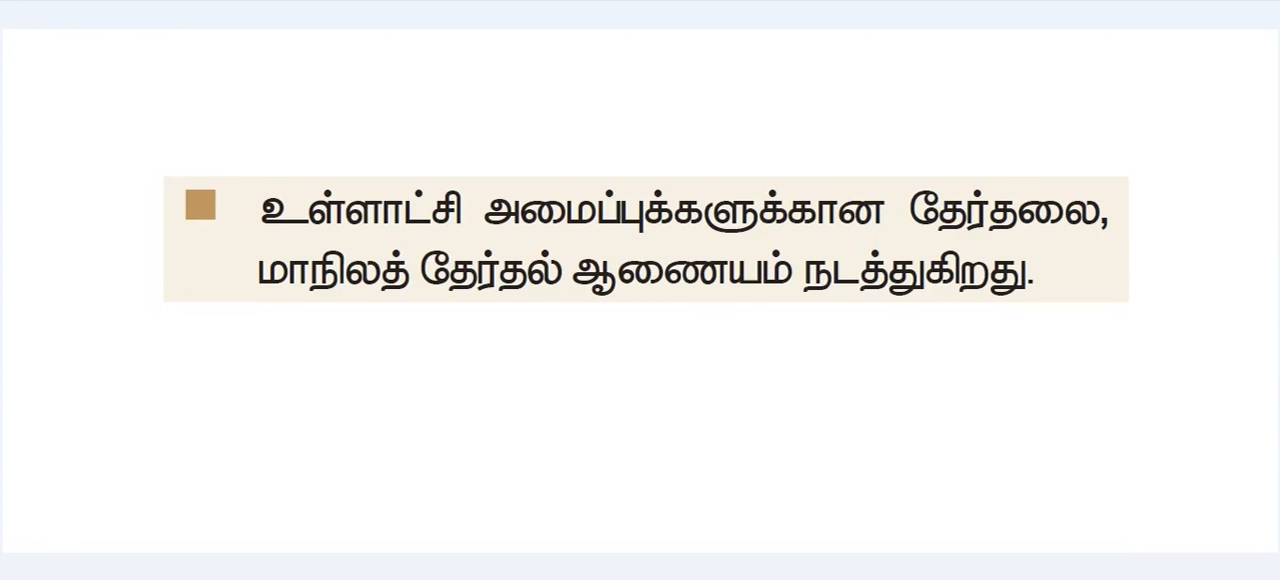 உள்ளாட்சி அமைப்புக்களுக்கான தேர்தலை,
மாநிலத் தேர்தல் ஆணையம் நடத்துகிறது.